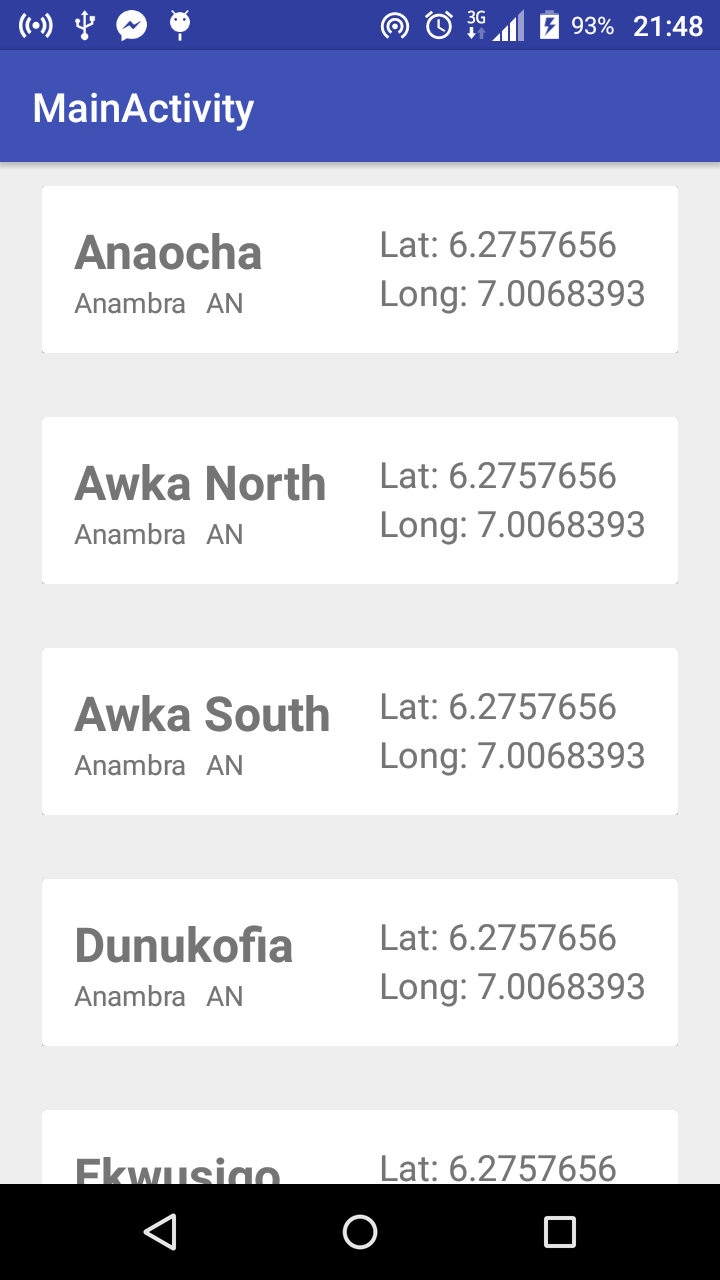 3G 93% 21:48
MainActivity
Anaocha
Anambra AN
Lat: 6.2757656
Long: 7.0068393
Awka North
Anambra AN
Lat: 6.2757656
Long: 7.0068393
Awka South
Anambra AN
Lat: 6.2757656
Long: 7.0068393
Dunukofia
Anambra AN
Lat: 6.2757656
Long: 7.0068393
Ekwusigo
Lat: 6.2757656